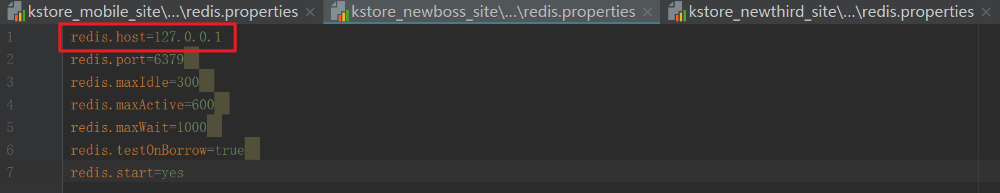 kstore_mobile_site\...\redis.properties kstore_newboss_site\...\redis.properties kstore_newthird_site\...\redis.properties
1 redis.host=127.0.0.1
2 redis.port=6379
3 redis.maxIdle=300
4 redis.maxActive=600
5 redis.maxWait=1000
6 redis.testOnBorrow=true
7 redis.start=yes